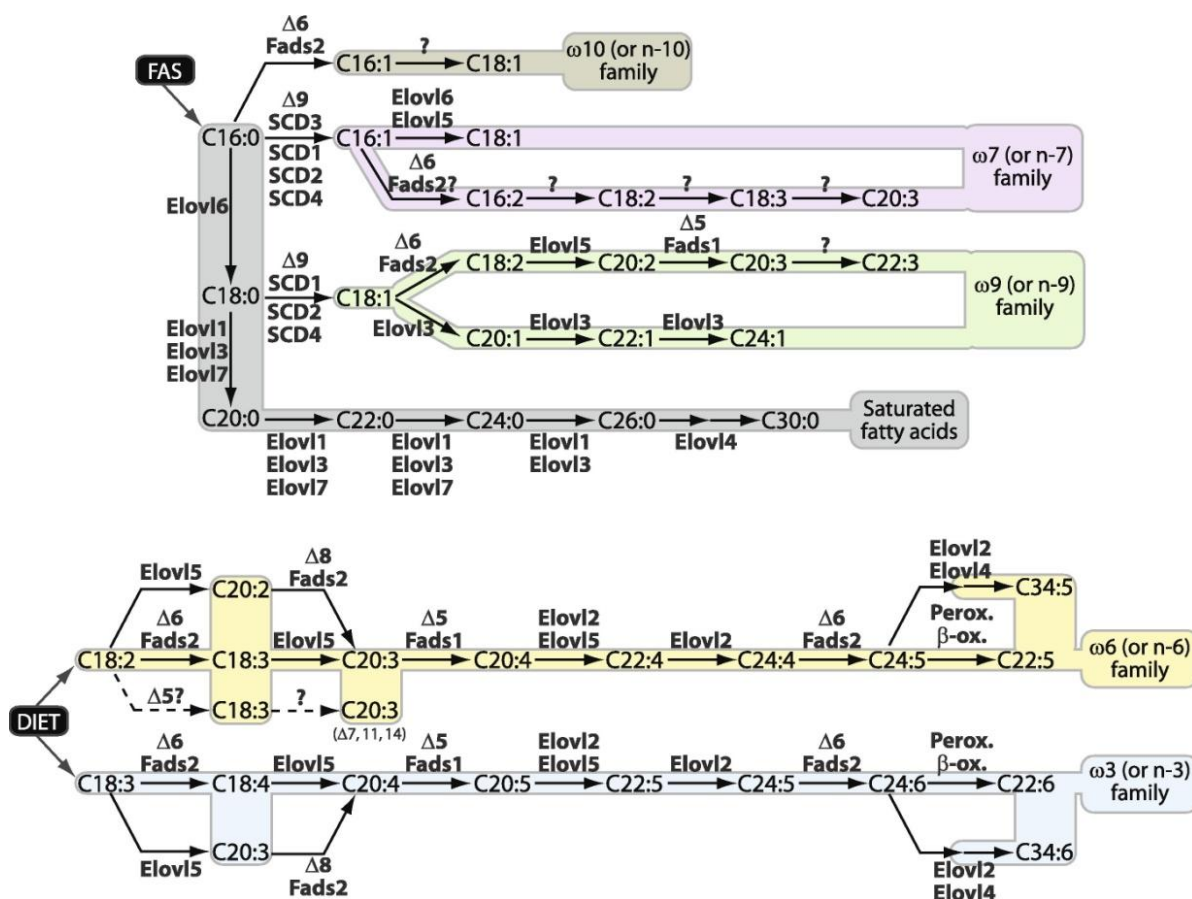 Δ6
Fads2
?
C16:1
C18:1
ω10 (or n-10)
family
FAS
C16:0
Δ9
SCD3
SCD1
SCD2
SCD4
C16:1
Elovl6
Elovl5
C18:1
Δ6
Fads2?
C16:2
?
C18:2
?
C18:3
?
C20:3
ω7 (or n-7)
family
Elovl6
C18:0
Δ9
SCD1
SCD2
SCD4
C18:1
Δ6
Fads2
C18:2
Elovl5
C20:2
Δ5
Fads1
C20:3
?
C22:3
Elovl3
C20:1
Elovl3
C22:1
Elovl3
C24:1
ω9 (or n-9)
family
Elovl1
Elovl3
Elovl7
C20:0
Elovl1
Elovl3
Elovl7
C22:0
Elovl1
Elovl3
Elovl7
C24:0
Elovl1
Elovl3
C26:0
Elovl4
C30:0
Saturated
fatty acids
DIET
C18:2
Elovl5
C20:2
Δ8
Fads2
Δ6
Fads2
C18:3
Elovl5
C20:3
Δ5
Fads1
C20:4
Elovl2
Elovl5
C22:4
Elovl2
C24:4
Δ6
Fads2
C24:5
Elovl2
Elovl4
C34:5
Perox.
β-ox.
C22:5
ω6 (or n-6)
family
Δ5?
C18:3
?
C20:3
(Δ7, 11, 14)
C18:3
Δ6
Fads2
C18:4
Elovl5
C20:4
Δ5
Fads1
C20:5
Elovl2
Elovl5
C22:5
Elovl2
C24:5
Δ6
Fads2
C24:6
Perox.
β-ox.
C22:6
ω3 (or n-3)
family
Elovl5
C20:3
Δ8
Fads2
Elovl2
Elovl4
C34:6